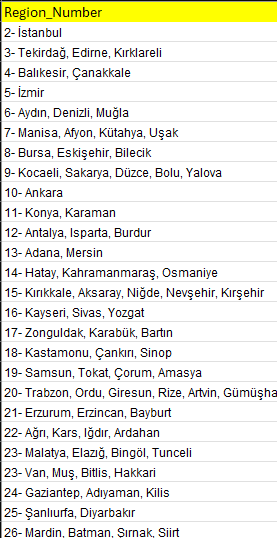 Region_Number
2- İstanbul
3- Tekirdağ, Edirne, Kırklareli
4- Balıkesir, Çanakkale
5- İzmir
6- Aydın, Denizli, Muğla
7- Manisa, Afyon, Kütahya, Uşak
8- Bursa, Eskişehir, Bilecik
9- Kocaeli, Sakarya, Düzce, Bolu, Yalova
10- Ankara
11- Konya, Karaman
12- Antalya, Isparta, Burdur
13- Adana, Mersin
14- Hatay, Kahramanmaraş, Osmaniye
15- Kırıkkale, Aksaray, Niğde, Nevşehir, Kırşehir
16- Kayseri, Sivas, Yozgat
17- Zonguldak, Karabük, Bartın
18- Kastamonu, Çankırı, Sinop
19- Samsun, Tokat, Çorum, Amasya
20- Trabzon, Ordu, Giresun, Rize, Artvin, Gümüşha
21- Erzurum, Erzincan, Bayburt
22- Ağrı, Kars, Iğdır, Ardahan
23- Malatya, Elazığ, Bingöl, Tunceli
23- Van, Muş, Bitlis, Hakkari
24- Gaziantep, Adıyaman, Kilis
25- Şanlıurfa, Diyarbakır
26- Mardin, Batman, Şırnak, Siirt